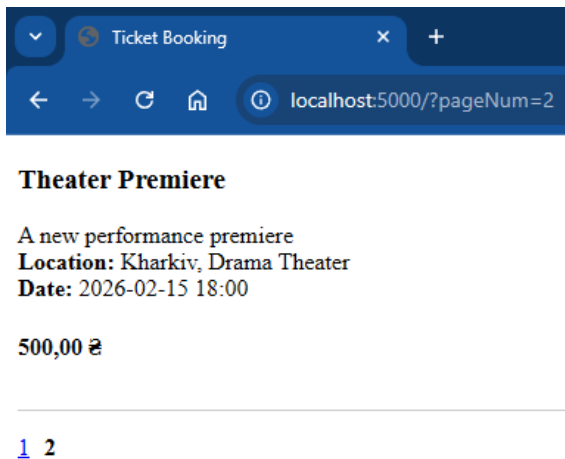 Ticket Booking
localhost:5000/?pageNum=2
Theater Premiere
A new performance premiere
Location: Kharkiv, Drama Theater
Date: 2026-02-15 18:00
500,00 ₴
1 2